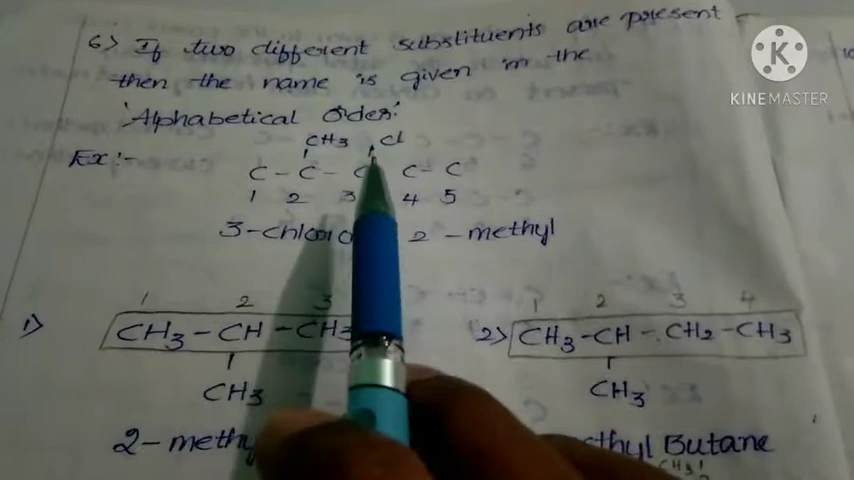 6> If two different substituents are present
then the name is given in the
'Alphabetical Order'
CH3 Cl
Ex:- C - C - C C - C
1 2 3 4 5
3-chloro 2 - methyl
1 2 3
1) CH3 - CH - CH3
CH3
1 2 3 4
2> CH3 - CH - CH2 - CH3
CH3
2-methy
thyl Butane
CH3
K
KINEMASTER